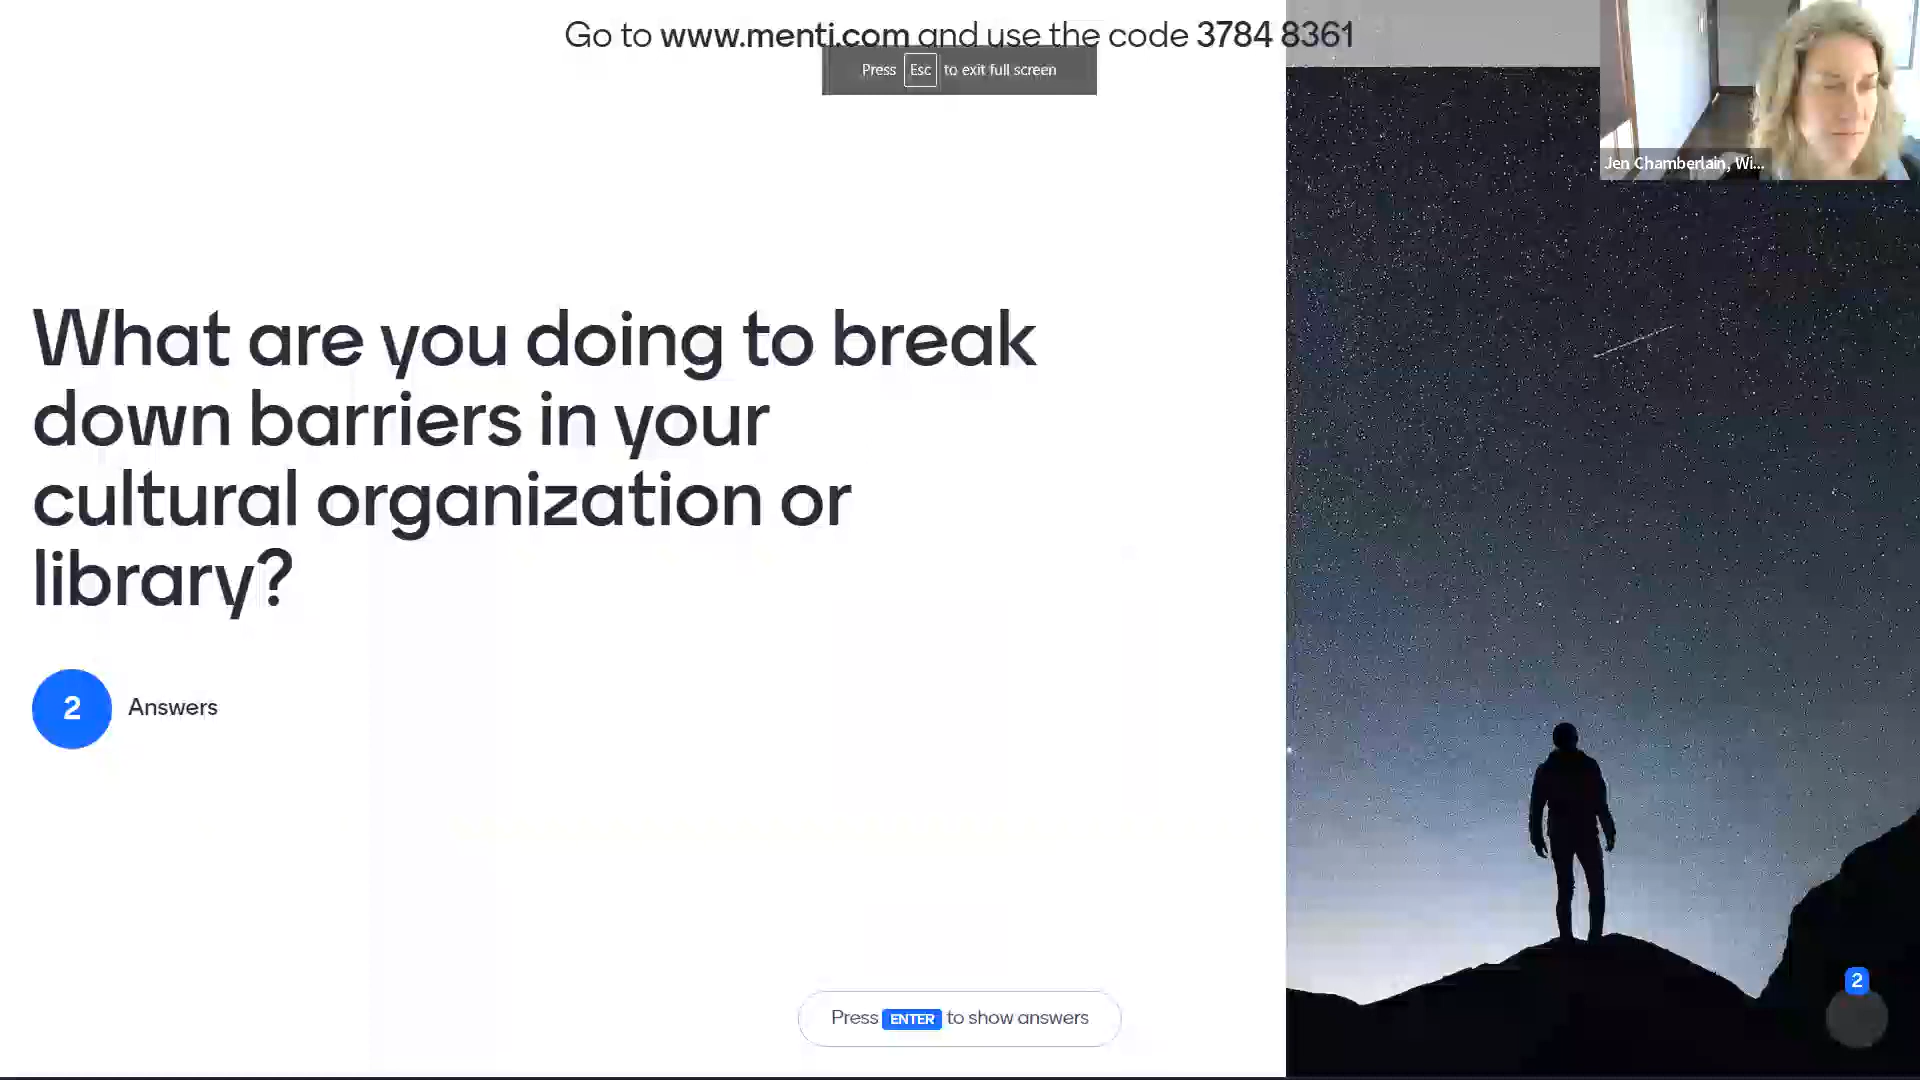 Go to www.menti.com and use the code 3784 8361
Press Esc to exit full screen
Jen Chamberlain, Wi...
What are you doing to break
down barriers in your
cultural organization or
library?
2 Answers
2
Press ENTER to show answers